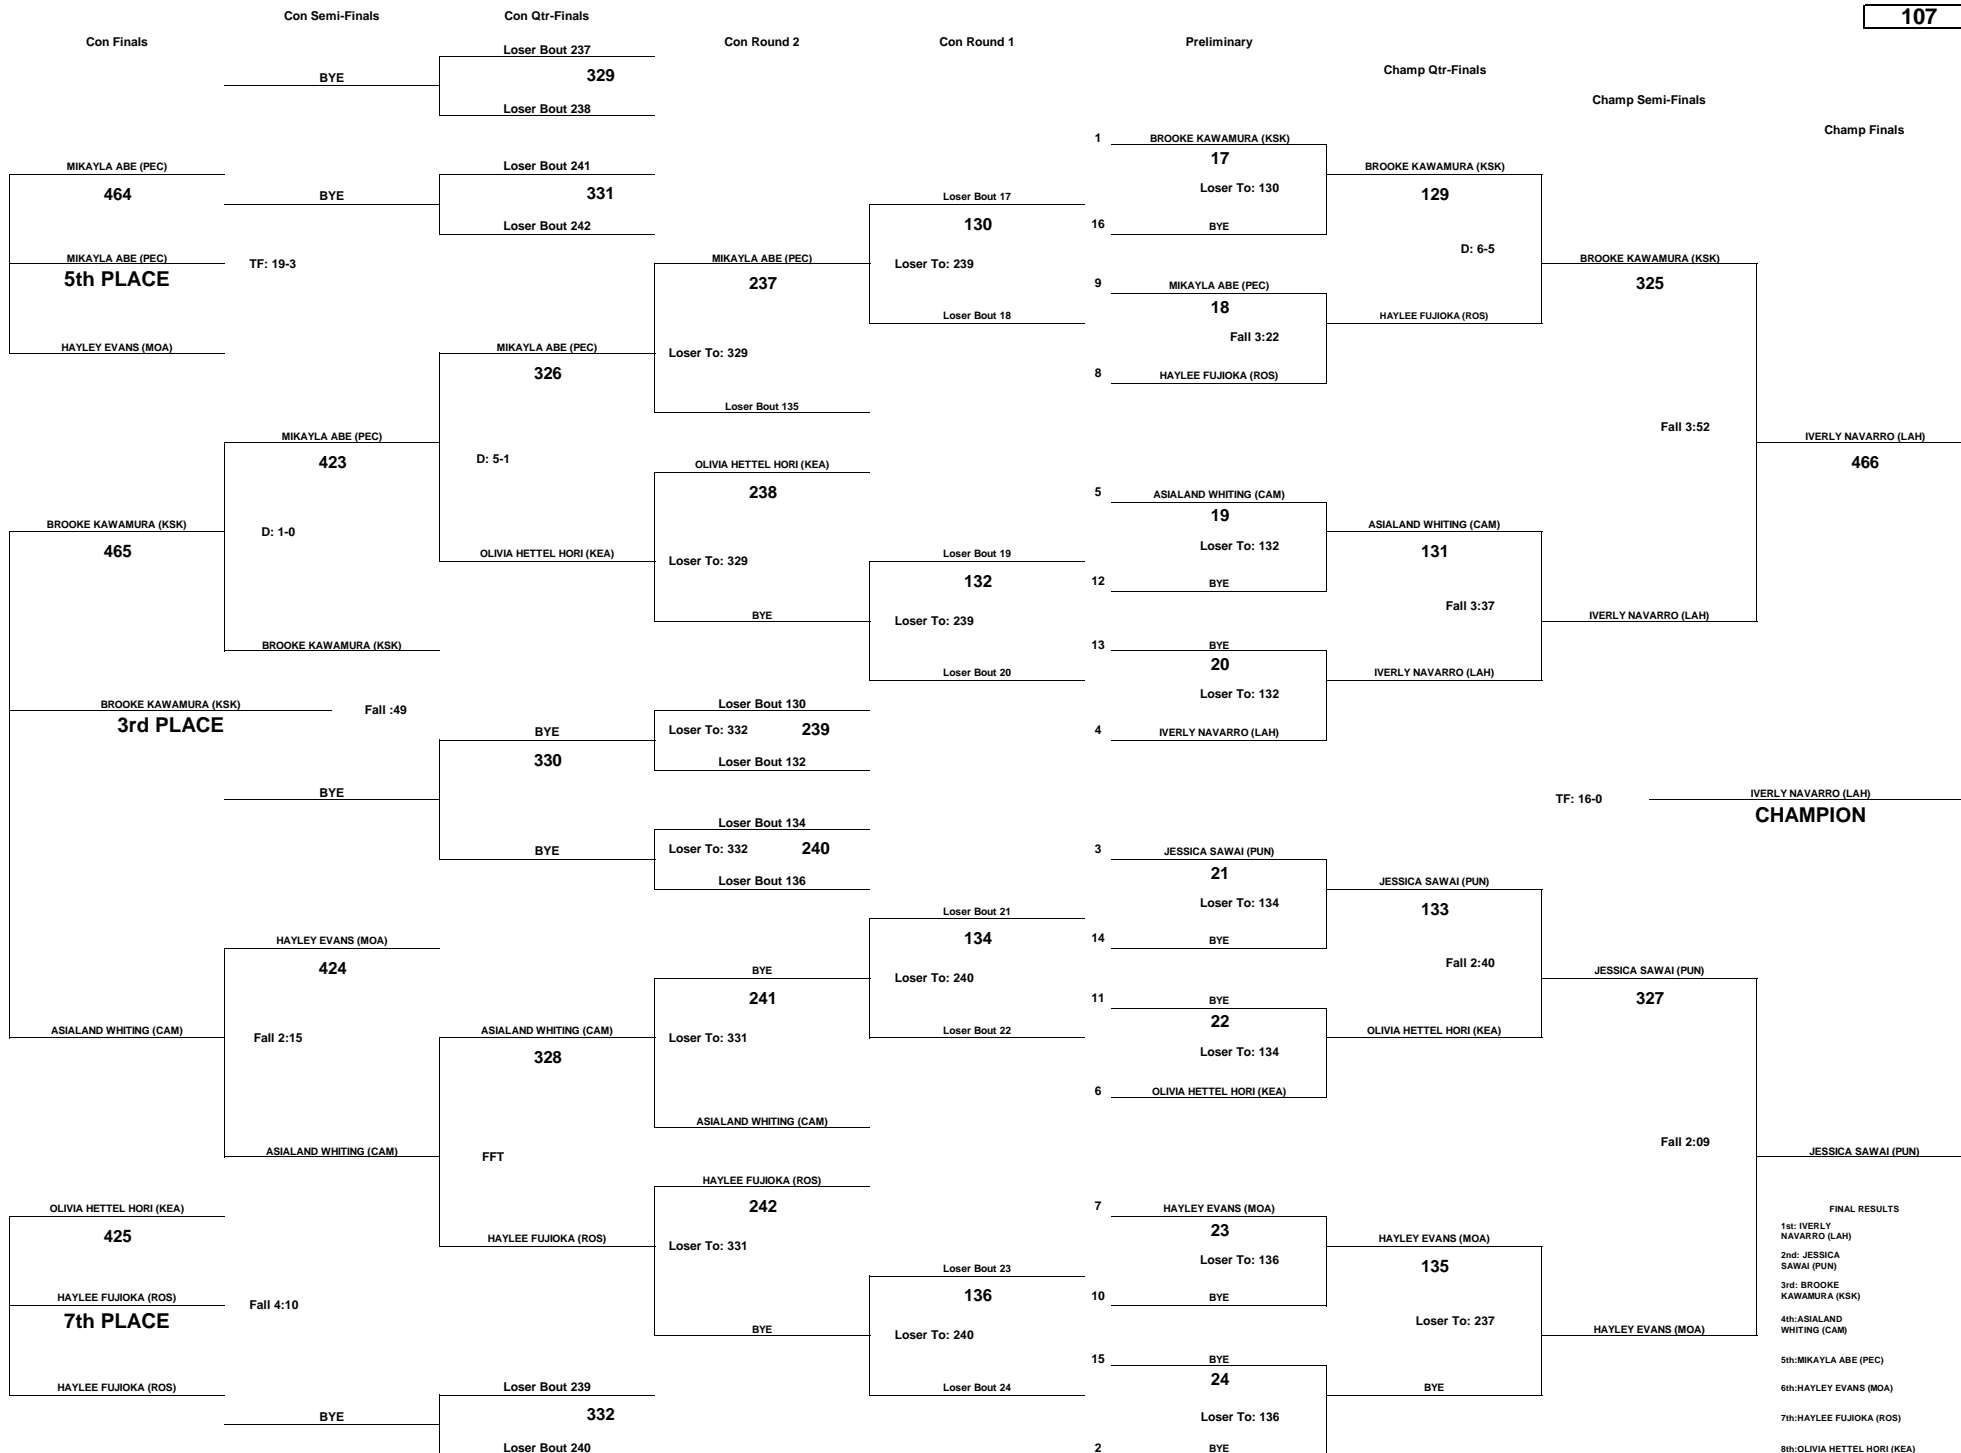 107
Con Semi-Finals
Con Qtr-Finals
Con Finals
Con Round 2
Con Round 1
Preliminary
Champ Qtr-Finals
Champ Semi-Finals
Champ Finals
Loser Bout 237
BYE
329
Loser Bout 238
MIKAYLA ABE (PEC)
464
MIKAYLA ABE (PEC)
5th PLACE
TF: 19-3
HAYLEY EVANS (MOA)
BYE
Loser Bout 241
331
Loser Bout 242
MIKAYLA ABE (PEC)
237
Loser To: 329
Loser Bout 135
MIKAYLA ABE (PEC)
326
D: 5-1
OLIVIA HETTEL HORI (KEA)
OLIVIA HETTEL HORI (KEA)
238
Loser To: 329
BYE
MIKAYLA ABE (PEC)
423
D: 1-0
BROOKE KAWAMURA (KSK)
BROOKE KAWAMURA (KSK)
465
BROOKE KAWAMURA (KSK)
3rd PLACE
Fall :49
ASIALAND WHITING (CAM)
BYE
BYE
330
BYE
Loser Bout 130
Loser To: 332
239
Loser Bout 132
Loser Bout 134
Loser To: 332
240
Loser Bout 136
HAYLEY EVANS (MOA)
424
Fall 2:15
ASIALAND WHITING (CAM)
ASIALAND WHITING (CAM)
328
FFT
HAYLEE FUJIOKA (ROS)
BYE
241
Loser To: 331
ASIALAND WHITING (CAM)
HAYLEE FUJIOKA (ROS)
242
Loser To: 331
BYE
OLIVIA HETTEL HORI (KEA)
425
HAYLEE FUJIOKA (ROS)
7th PLACE
Fall 4:10
HAYLEE FUJIOKA (ROS)
BYE
Loser Bout 239
332
Loser Bout 240
Loser Bout 17
130
Loser To: 239
Loser Bout 18
Loser Bout 19
132
Loser To: 239
Loser Bout 20
Loser Bout 21
134
Loser To: 240
Loser Bout 22
Loser Bout 23
136
Loser To: 240
Loser Bout 24
1 BROOKE KAWAMURA (KSK)
17
Loser To: 130
16 BYE
9 MIKAYLA ABE (PEC)
18
Fall 3:22
8 HAYLEE FUJIOKA (ROS)
5 ASIALAND WHITING (CAM)
19
Loser To: 132
12 BYE
13 BYE
20
Loser To: 132
4 IVERLY NAVARRO (LAH)
3 JESSICA SAWAI (PUN)
21
Loser To: 134
14 BYE
11 BYE
22
Loser To: 134
6 OLIVIA HETTEL HORI (KEA)
7 HAYLEY EVANS (MOA)
23
Loser To: 136
10 BYE
15 BYE
24
Loser To: 136
2 BYE
BROOKE KAWAMURA (KSK)
129
D: 6-5
HAYLEE FUJIOKA (ROS)
ASIALAND WHITING (CAM)
131
Fall 3:37
IVERLY NAVARRO (LAH)
JESSICA SAWAI (PUN)
133
Fall 2:40
OLIVIA HETTEL HORI (KEA)
HAYLEY EVANS (MOA)
135
Loser To: 237
BYE
BROOKE KAWAMURA (KSK)
325
Fall 3:52
IVERLY NAVARRO (LAH)
JESSICA SAWAI (PUN)
327
Fall 2:09
HAYLEY EVANS (MOA)
IVERLY NAVARRO (LAH)
466
TF: 16-0
IVERLY NAVARRO (LAH)
CHAMPION
JESSICA SAWAI (PUN)
FINAL RESULTS
1st: IVERLY
NAVARRO (LAH)
2nd: JESSICA
SAWAI (PUN)
3rd: BROOKE
KAWAMURA (KSK)
4th:ASIALAND
WHITING (CAM)
5th:MIKAYLA ABE (PEC)
6th:HAYLEY EVANS (MOA)
7th:HAYLEE FUJIOKA (ROS)
8th:OLIVIA HETTEL HORI (KEA)